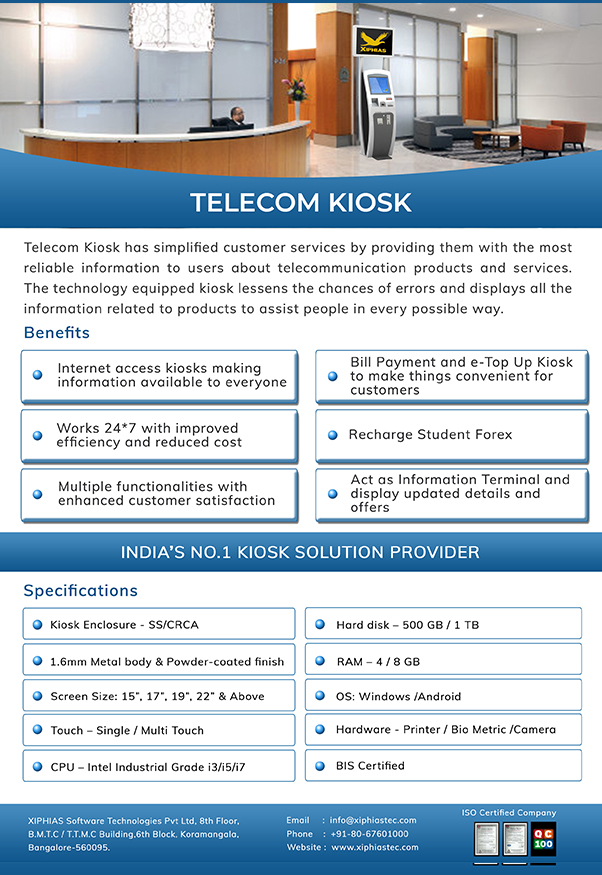 XIPHIAS
TELECOM KIOSK
Telecom Kiosk has simplified customer services by providing them with the most
reliable information to users about telecommunication products and services.
The technology equipped kiosk lessens the chances of errors and displays all the
information related to products to assist people in every possible way.
Benefits
Internet access kiosks making
information available to everyone
Bill Payment and e-Top Up Kiosk
to make things convenient for
customers
Works 24*7 with improved
efficiency and reduced cost
Recharge Student Forex
Multiple functionalities with
enhanced customer satisfaction
Act as Information Terminal and
display updated details and
offers
INDIA'S NO.1 KIOSK SOLUTION PROVIDER
Specifications
Kiosk Enclosure - SS/CRCA
Hard disk – 500 GB / 1 TB
1.6mm Metal body & Powder-coated finish
RAM – 4 / 8 GB
Screen Size: 15”, 17”, 19”, 22” & Above
OS: Windows /Android
Touch – Single / Multi Touch
Hardware - Printer / Bio Metric /Camera
CPU – Intel Industrial Grade i3/i5/i7
BIS Certified
XIPHIAS Software Technologies Pvt Ltd, 8th Floor,
B.M.T.C / T.T.M.C Building,6th Block, Koramangala,
Bangalore-560095.
Email : info@xiphiastec.com
Phone : +91-80-67601000
Website : www.xiphiastec.com
ISO Certified Company
QC
100